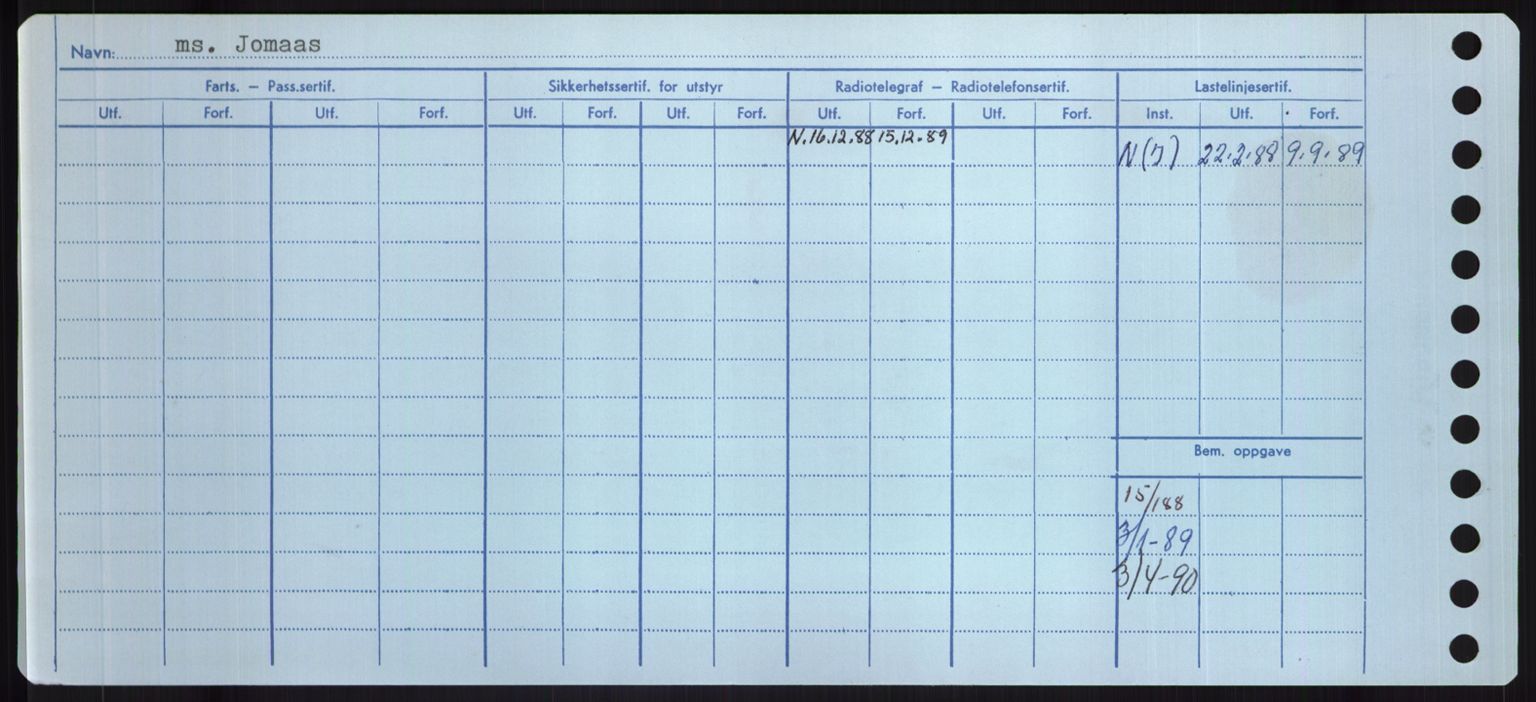 Navn: ms. Jomaas
Farts. — Pass.sertif. Sikkerhetssertif. for utstyr Radiotelegraf — Radiotelefonsertif. Lastelinjesertif.
Utf. Forf. Utf. Forf. Utf. Forf. Utf. Forf. Utf. Forf. Utf. Forf. Inst. Utf. Forf.
N.16.12.88 15.12.89
N(J) 22.2.88 9.9.89
Bem. oppgave
15/188
3/1-89
3/4-90